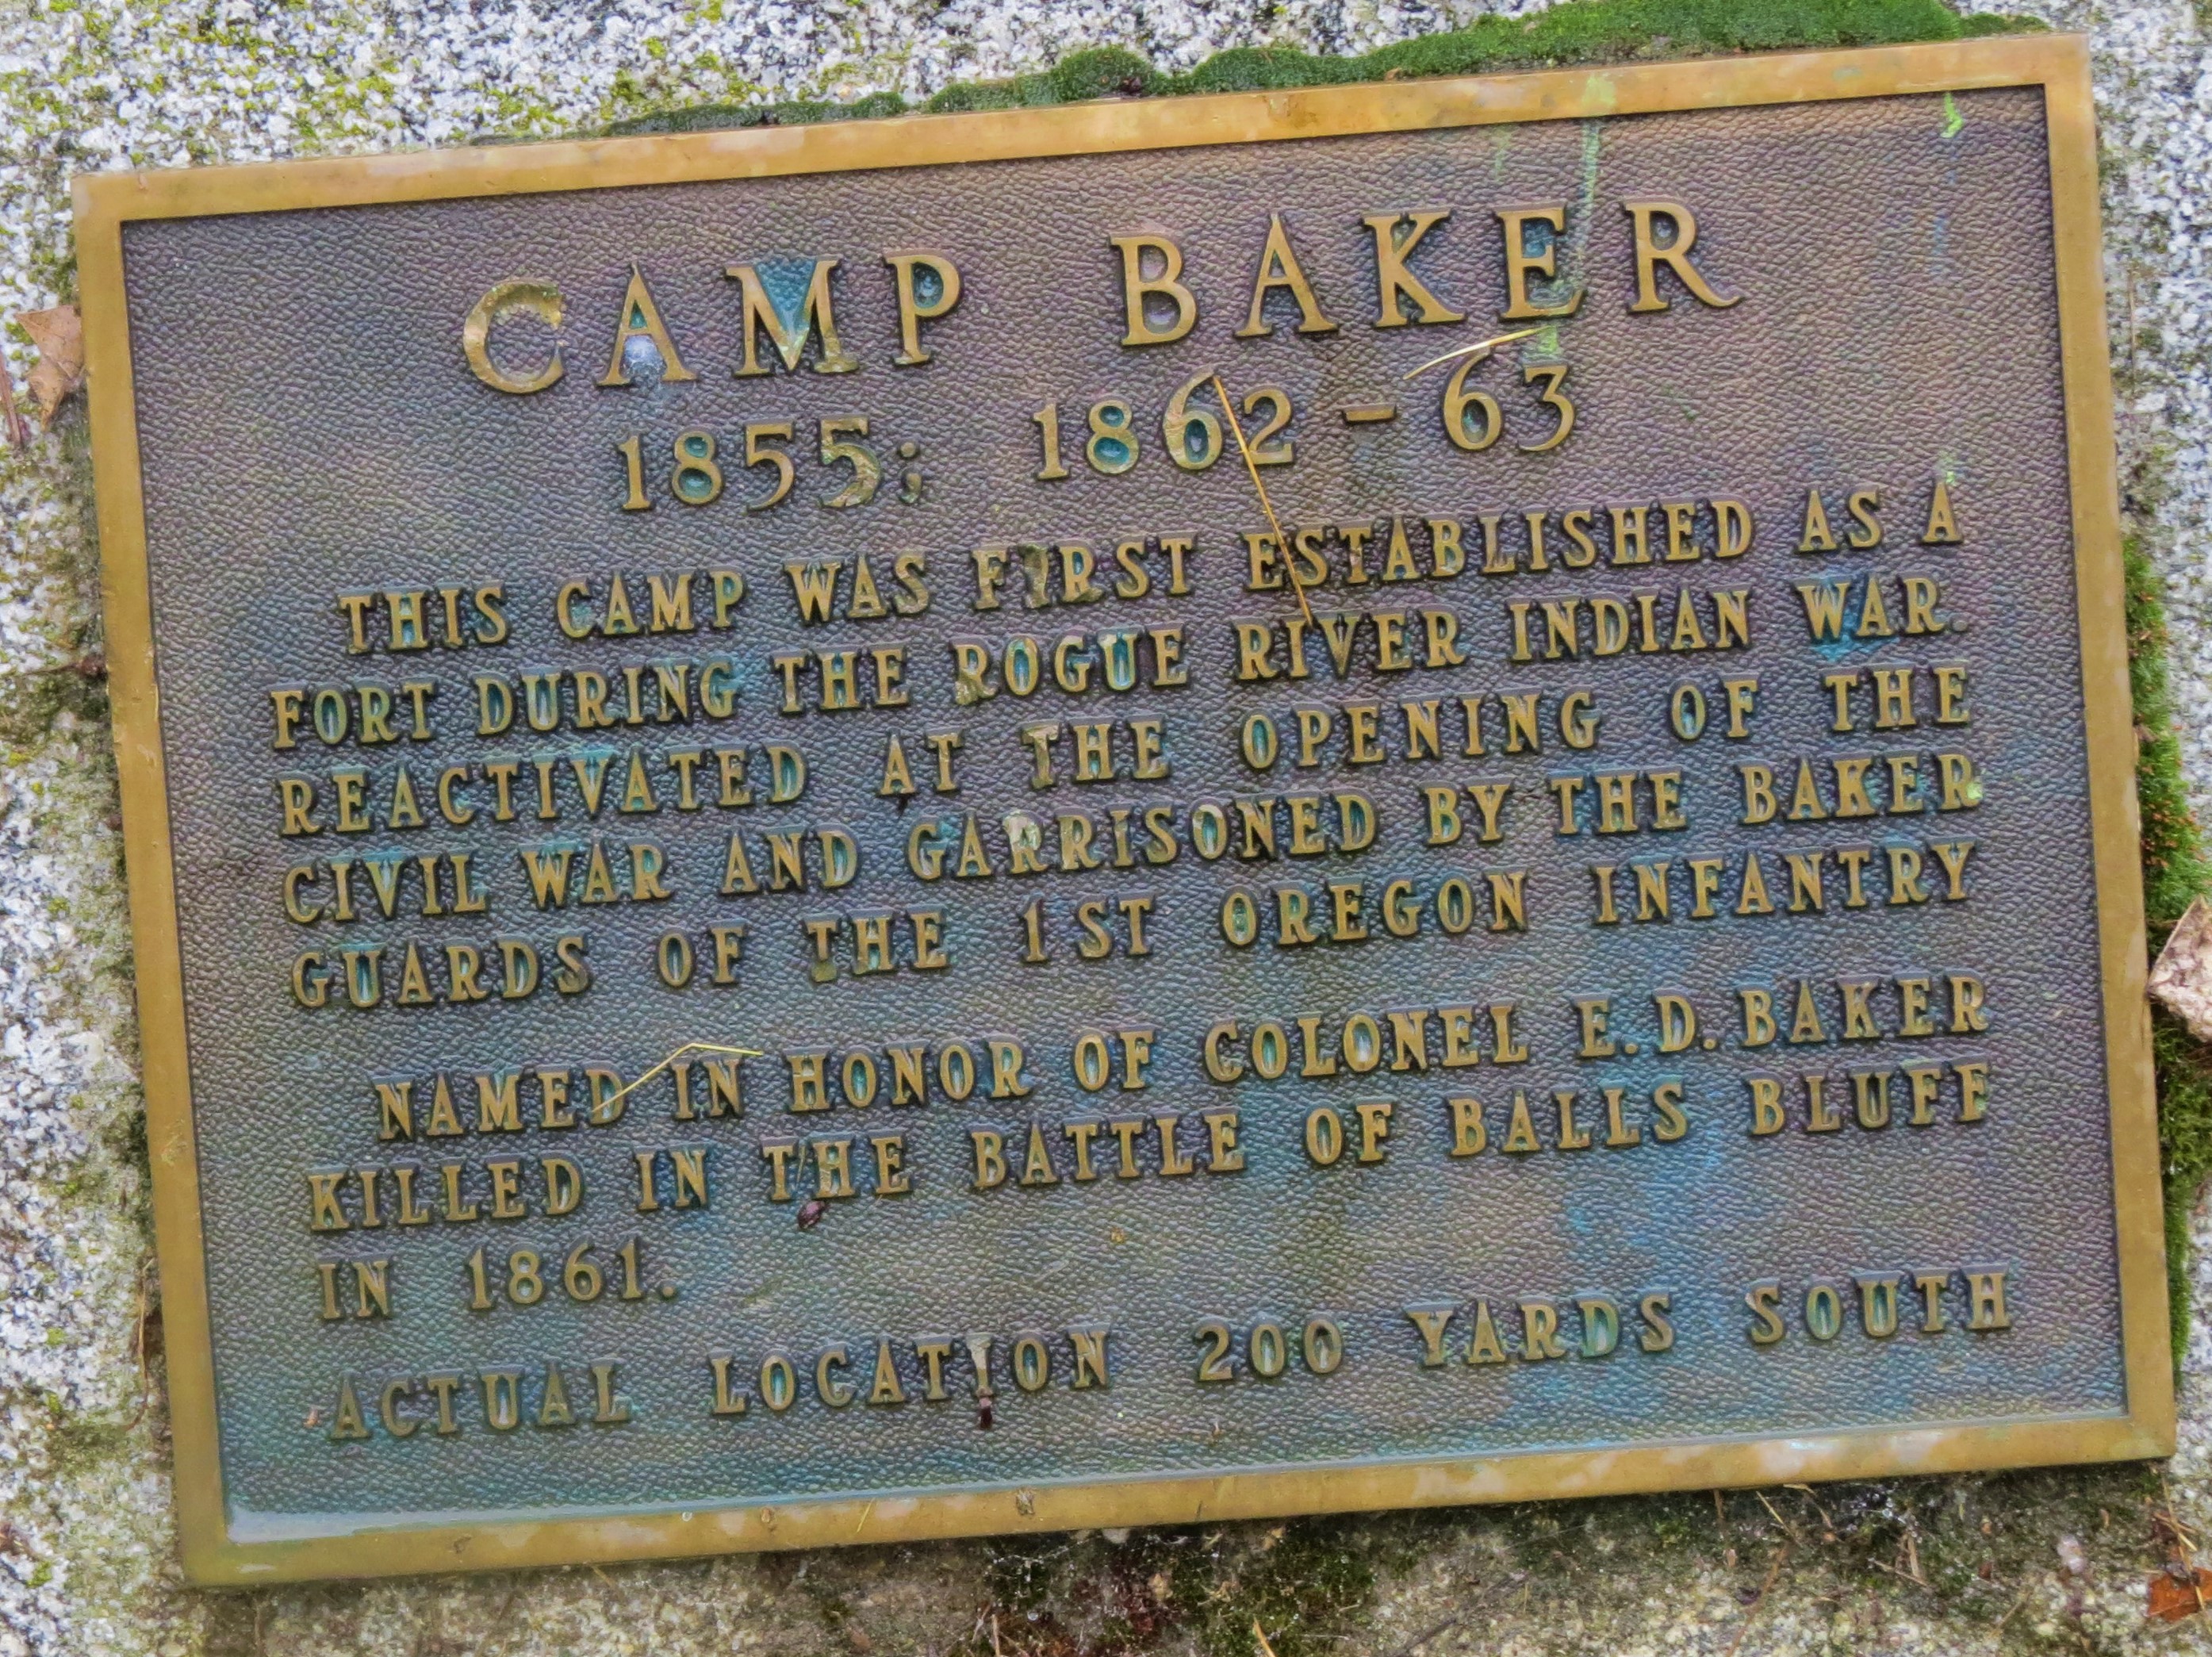 CAMP BAKER
1855; 1862 - 63
THIS CAMP WAS FIRST ESTABLISHED AS A
FORT DURING THE ROGUE RIVER INDIAN WAR.
REACTIVATED AT THE OPENING OF THE
CIVIL WAR AND GARRISONED BY THE BAKER
GUARDS OF THE 1ST OREGON INFANTRY
NAMED IN HONOR OF COLONEL E. D. BAKER
KILLED IN THE BATTLE OF BALLS BLUFF
IN 1861.
ACTUAL LOCATION 200 YARDS SOUTH